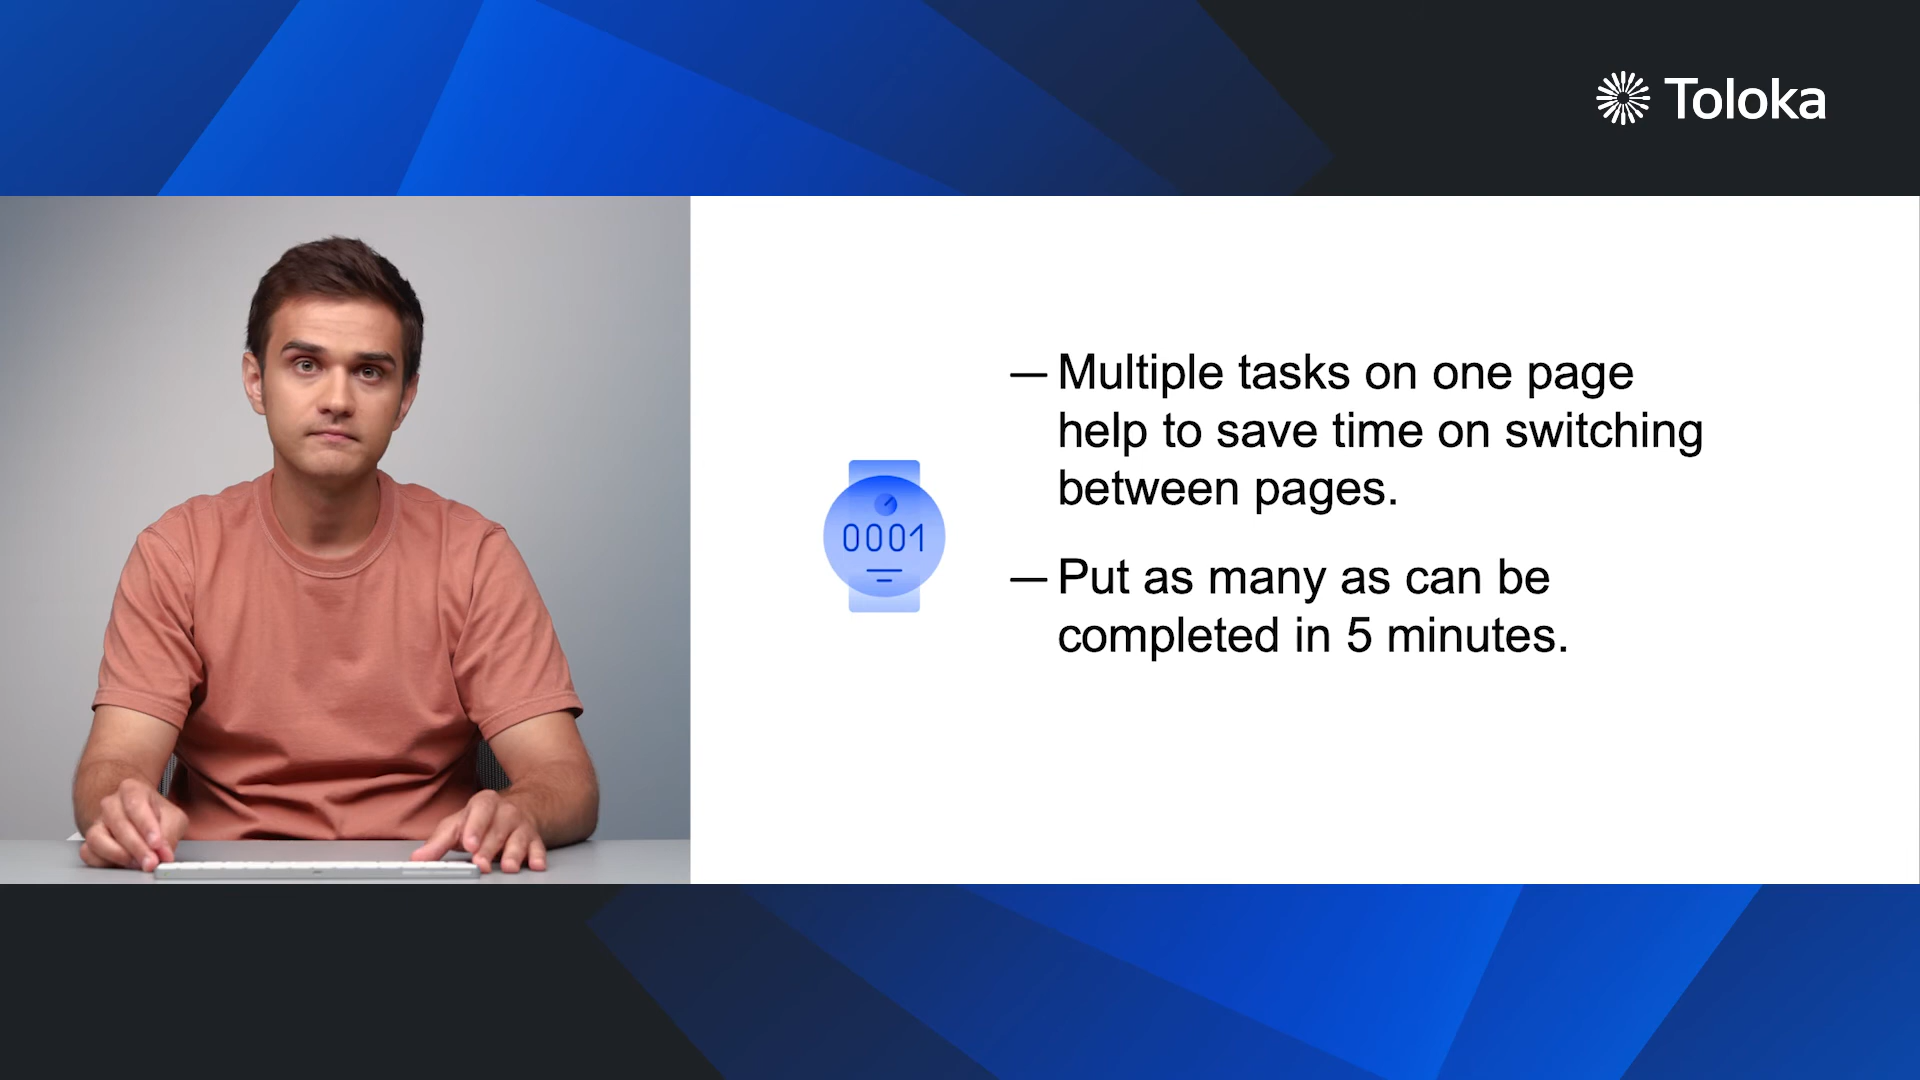 Toloka
— Multiple tasks on one page
help to save time on switching
between pages.
0001
— Put as many as can be
completed in 5 minutes.